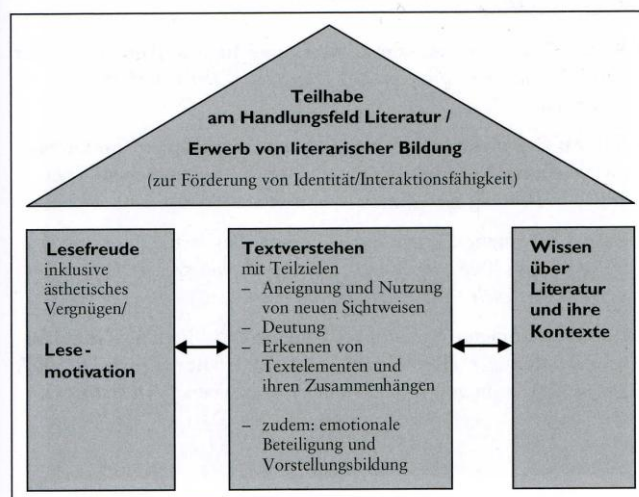 Teilhabe
am Handlungsfeld Literatur /
Erwerb von literarischer Bildung
(zur Förderung von Identität/Interaktionsfähigkeit)
Lesefreude
inklusive
ästhetisches
Vergnügen/
Lese-
motivation
Textverstehen
mit Teilzielen
– Aneignung und Nutzung
von neuen Sichtweisen
– Deutung
– Erkennen von
Textelementen und
ihren Zusammenhängen
– zudem: emotionale
Beteiligung und
Vorstellungsbildung
Wissen
über
Literatur
und ihre
Kontexte